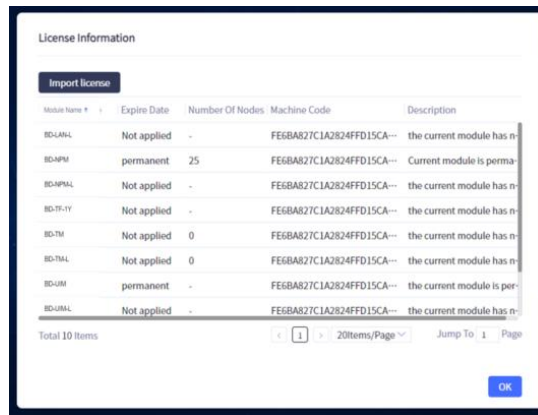 License Information
Import license
Module Name Expire Date Number Of Nodes Machine Code Description
BD-LAN-L Not applied - FE6BA827C1A2824FFD15CA··· the current module has n-
BD-NPM permanent 25 FE6BA827C1A2824FFD15CA··· Current module is perma-
BD-NPM-L Not applied - FE6BA827C1A2824FFD15CA··· the current module has n-
BD-TF-1Y Not applied - FE6BA827C1A2824FFD15CA··· the current module has n-
BD-TM Not applied 0 FE6BA827C1A2824FFD15CA··· the current module has n-
BD-TM-L Not applied 0 FE6BA827C1A2824FFD15CA··· the current module has n-
BD-UIM permanent - FE6BA827C1A2824FFD15CA··· the current module is per-
BD-UIM-L Not applied - FE6BA827C1A2824FFD15CA··· the current module has n-
Total 10 Items < 1 > 20Items/Page Jump To 1 Page
OK